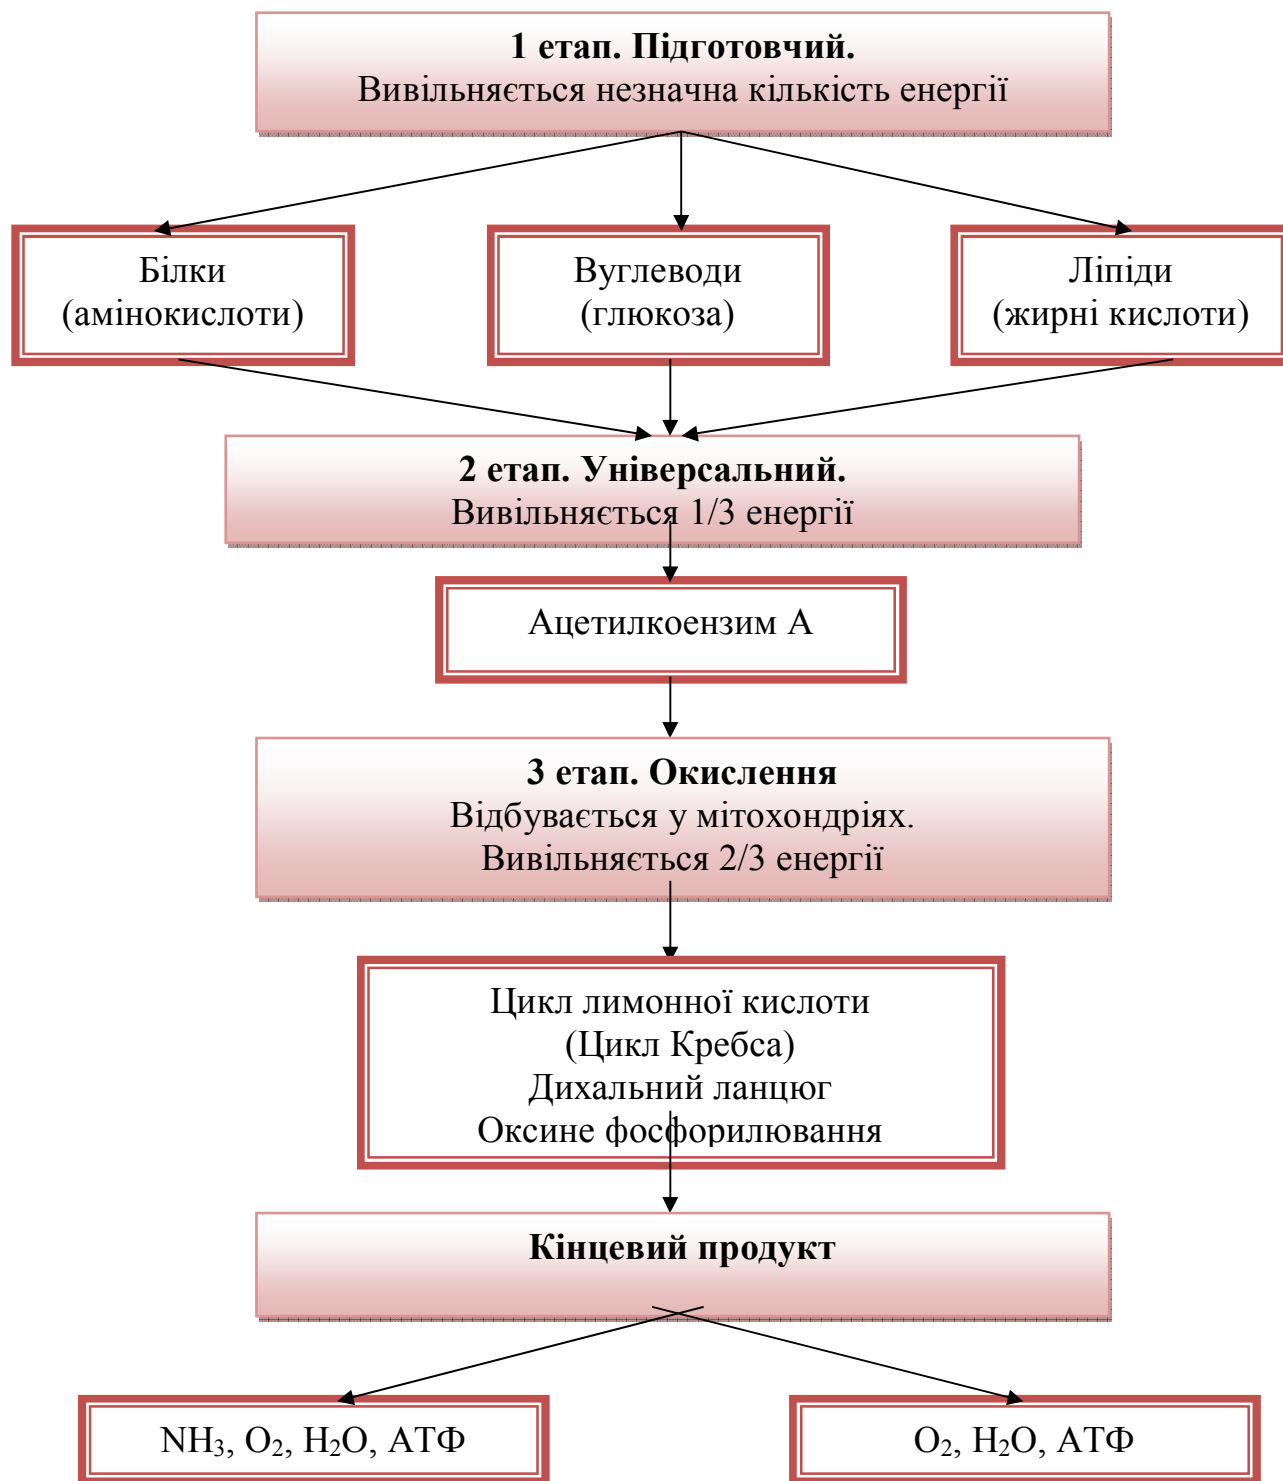 1 етап. Підготовчий.
Вивільняється незначна кількість енергії
Білки
(амінокислоти)
Вуглеводи
(глюкоза)
Ліпіди
(жирні кислоти)
2 етап. Універсальний.
Вивільняється 1/3 енергії
Ацетилкоензим А
3 етап. Окислення
Відбувається у мітохондріях.
Вивільняється 2/3 енергії
Цикл лимонної кислоти
(Цикл Кребса)
Дихальний ланцюг
Оксине фосфорилювання
Кінцевий продукт
NH₃, O₂, H₂O, АТФ
O₂, H₂O, АТФ